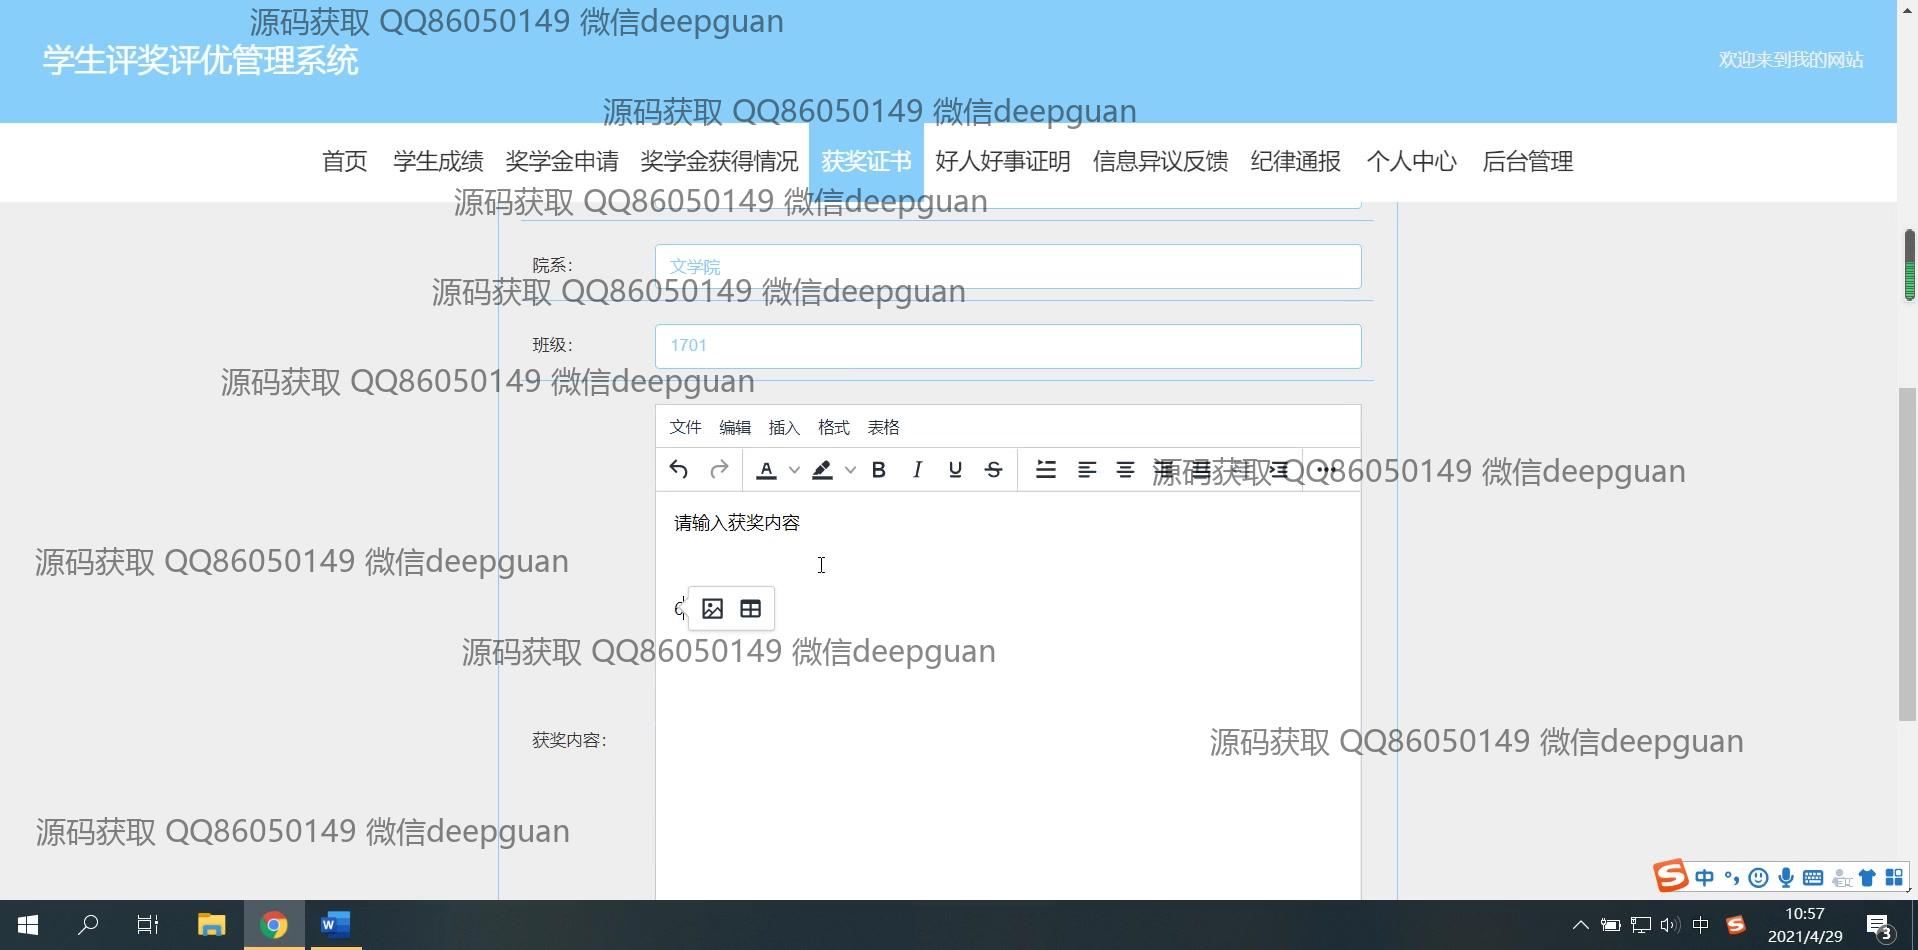 源码获取 QQ86050149 微信deepguan
学生评奖评优管理系统
欢迎来到我的网站
源码获取 QQ86050149 微信deepguan
首页 学生成绩 奖学金申请 奖学金获得情况 获奖证书 好人好事证明 信息异议反馈 纪律通报 个人中心 后台管理
源码获取 QQ86050149 微信deepguan
院系: 文学院
源码获取 QQ86050149 微信deepguan
班级: 1701
源码获取 QQ86050149 微信deepguan
文件 编辑 插入 格式 表格
源码获取 QQ86050149 微信deepguan
请输入获奖内容
源码获取 QQ86050149 微信deepguan
源码获取 QQ86050149 微信deepguan
获奖内容:
源码获取 QQ86050149 微信deepguan
源码获取 QQ86050149 微信deepguan
中
中
10:57
2021/4/29
3